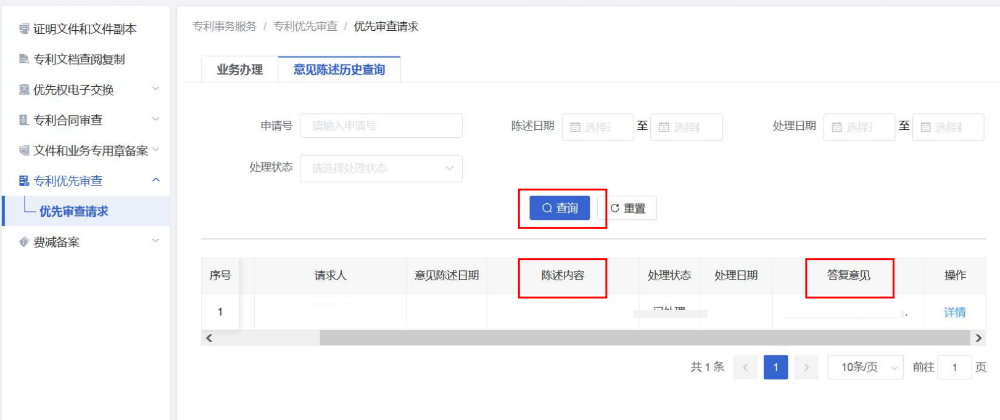 证明文件和文件副本
专利文档查阅复制
优先权电子交换
专利合同审查
文件和业务专用章备案
专利优先审查
优先审查请求
费减备案
专利事务服务 / 专利优先审查 / 优先审查请求
业务办理 意见陈述历史查询
申请号 请输入申请号 陈述日期 选择 至 选择 处理日期 选择 至 选择
处理状态 请选择处理状态
查询 重置
序号 请求人 意见陈述日期 陈述内容 处理状态 处理日期 答复意见 操作
1 详情
共 1 条 < 1 > 10条/页 前往 1 页